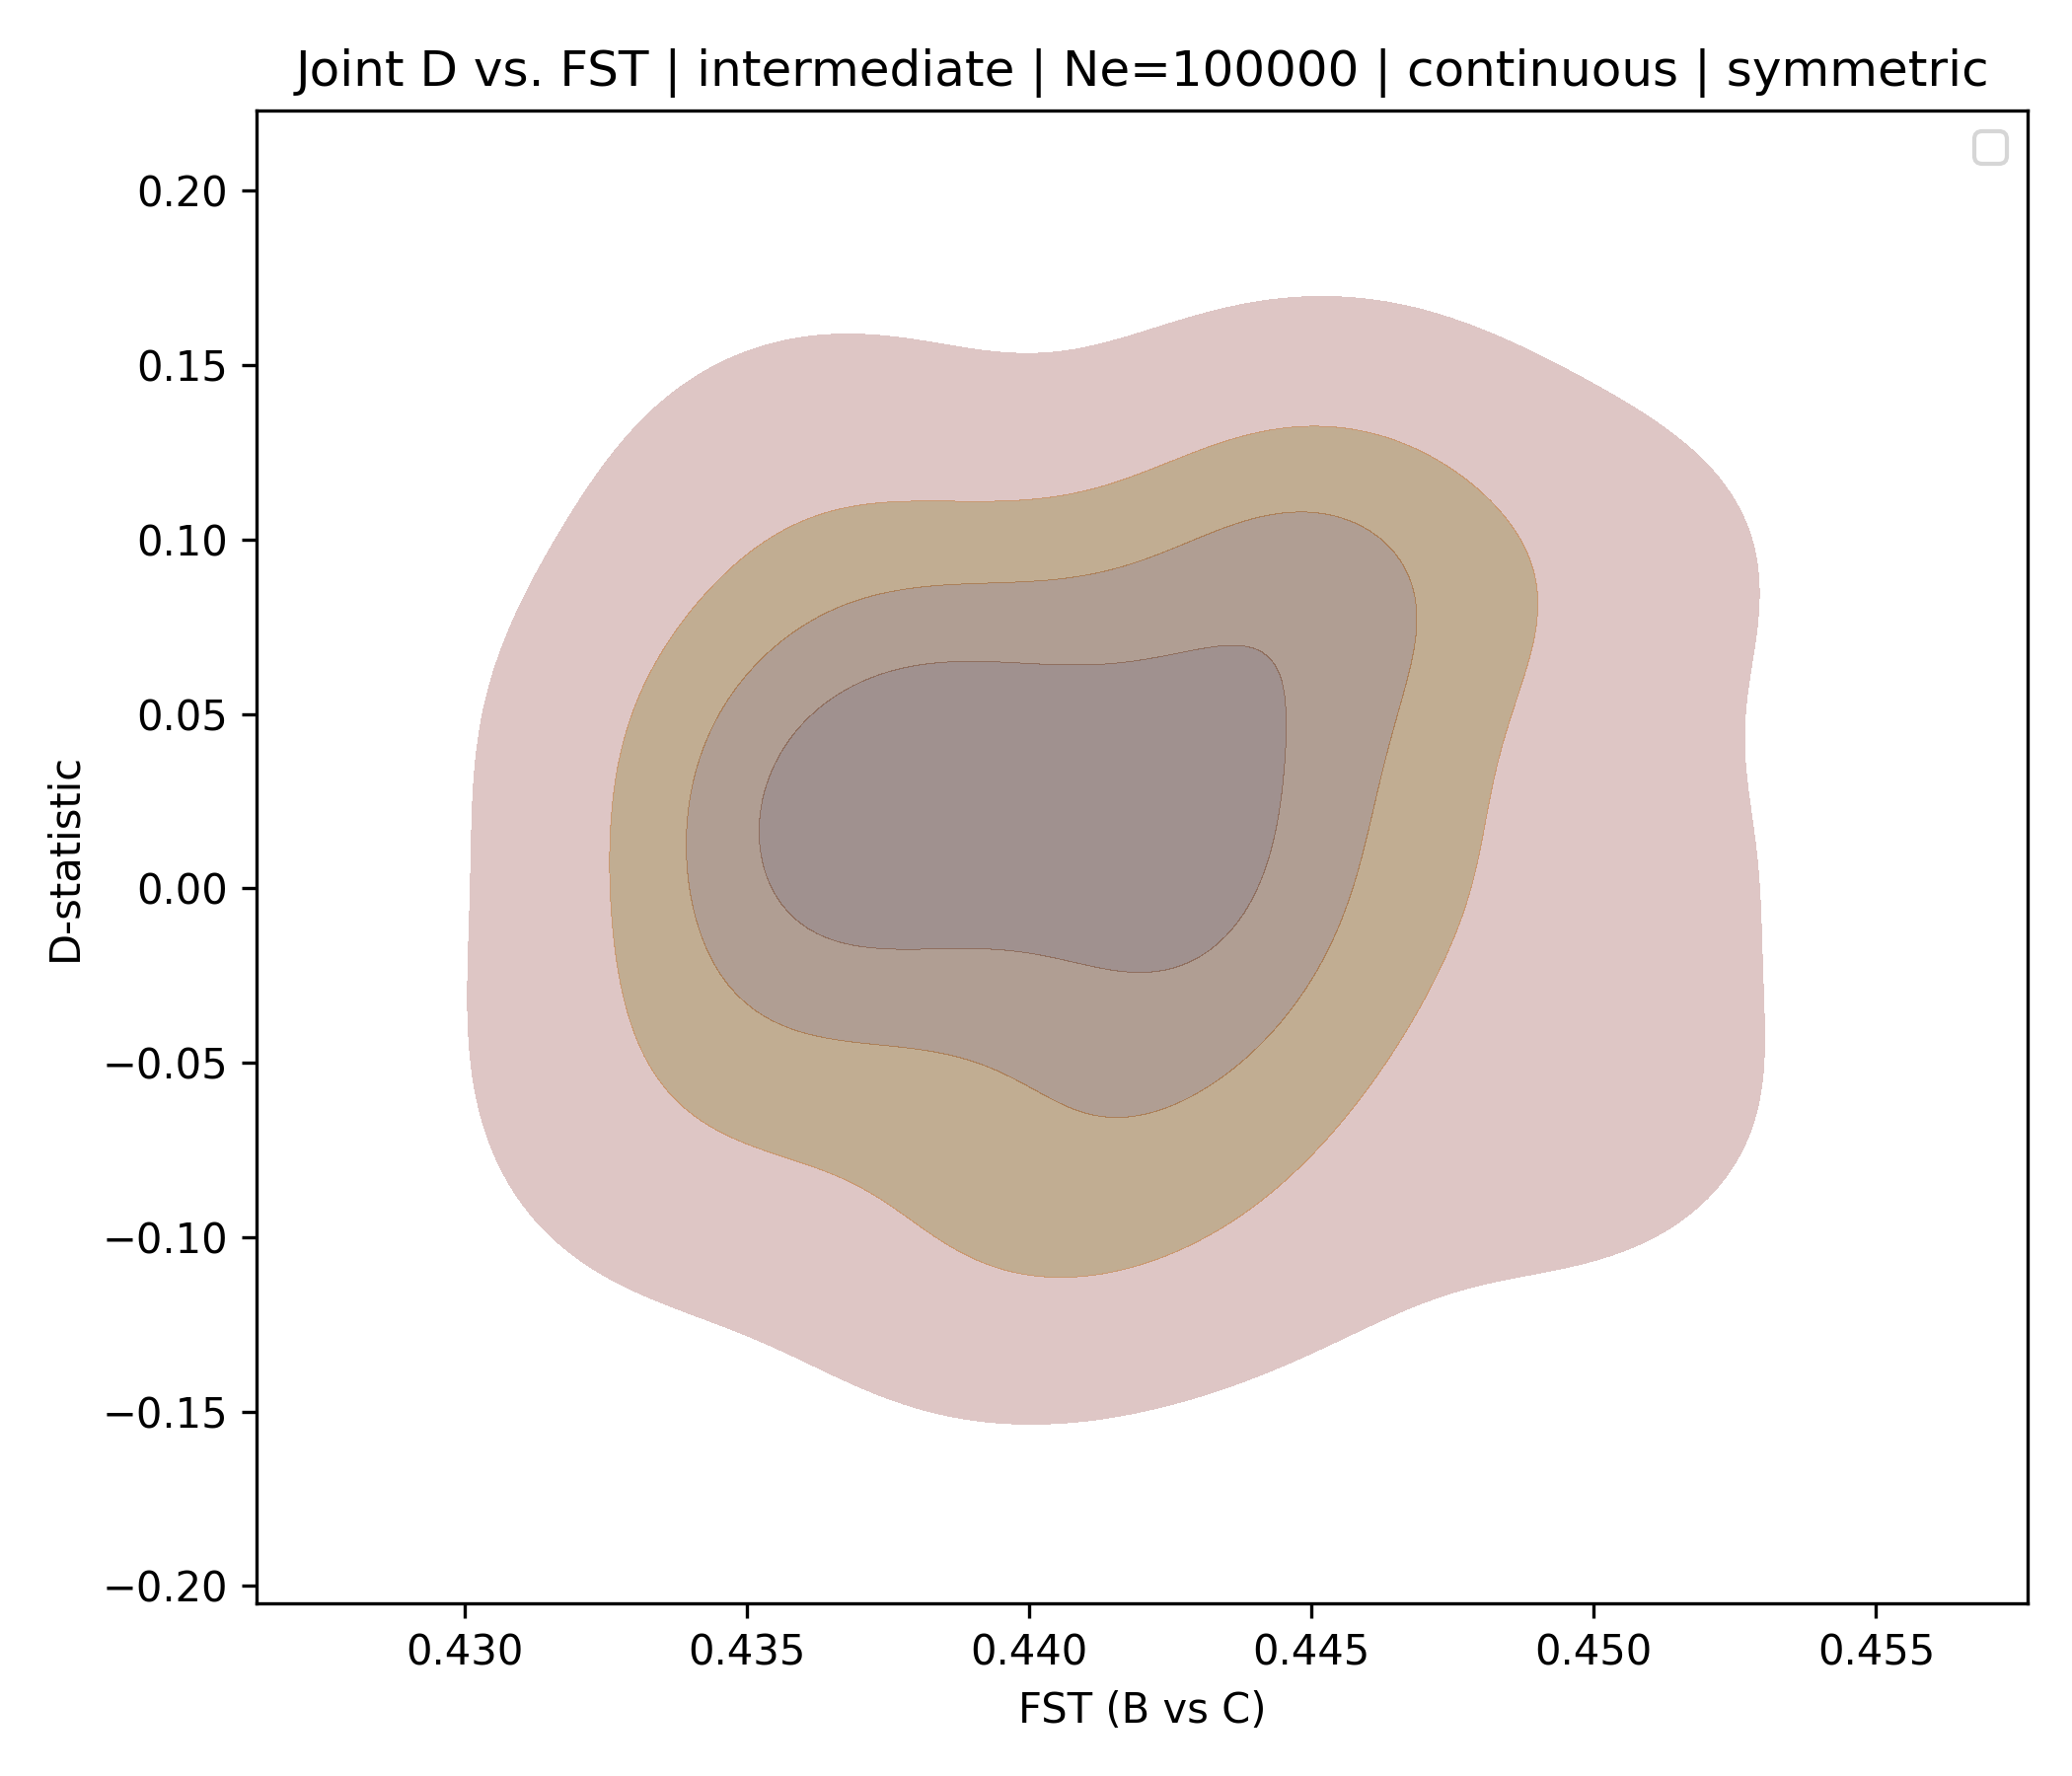 Joint D vs. FST | intermediate | Ne=100000 | continuous | symmetric
0.20
0.15
0.10
0.05
0.00
−0.05
−0.10
−0.15
−0.20
D-statistic
0.430 0.435 0.440 0.445 0.450 0.455
FST (B vs C)